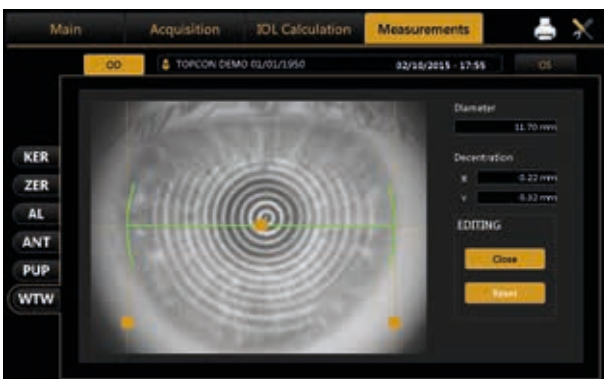 Main Acquisition IOL Calculation Measurements
OD TOPCON DEMO 01/01/1950 02/10/2015 - 17:55 OS
Diameter
11.70 mm
Decentration
X 0.22 mm
Y 0.32 mm
EDITING
Close
Reset
KER
ZER
AL
ANT
PUP
WTW